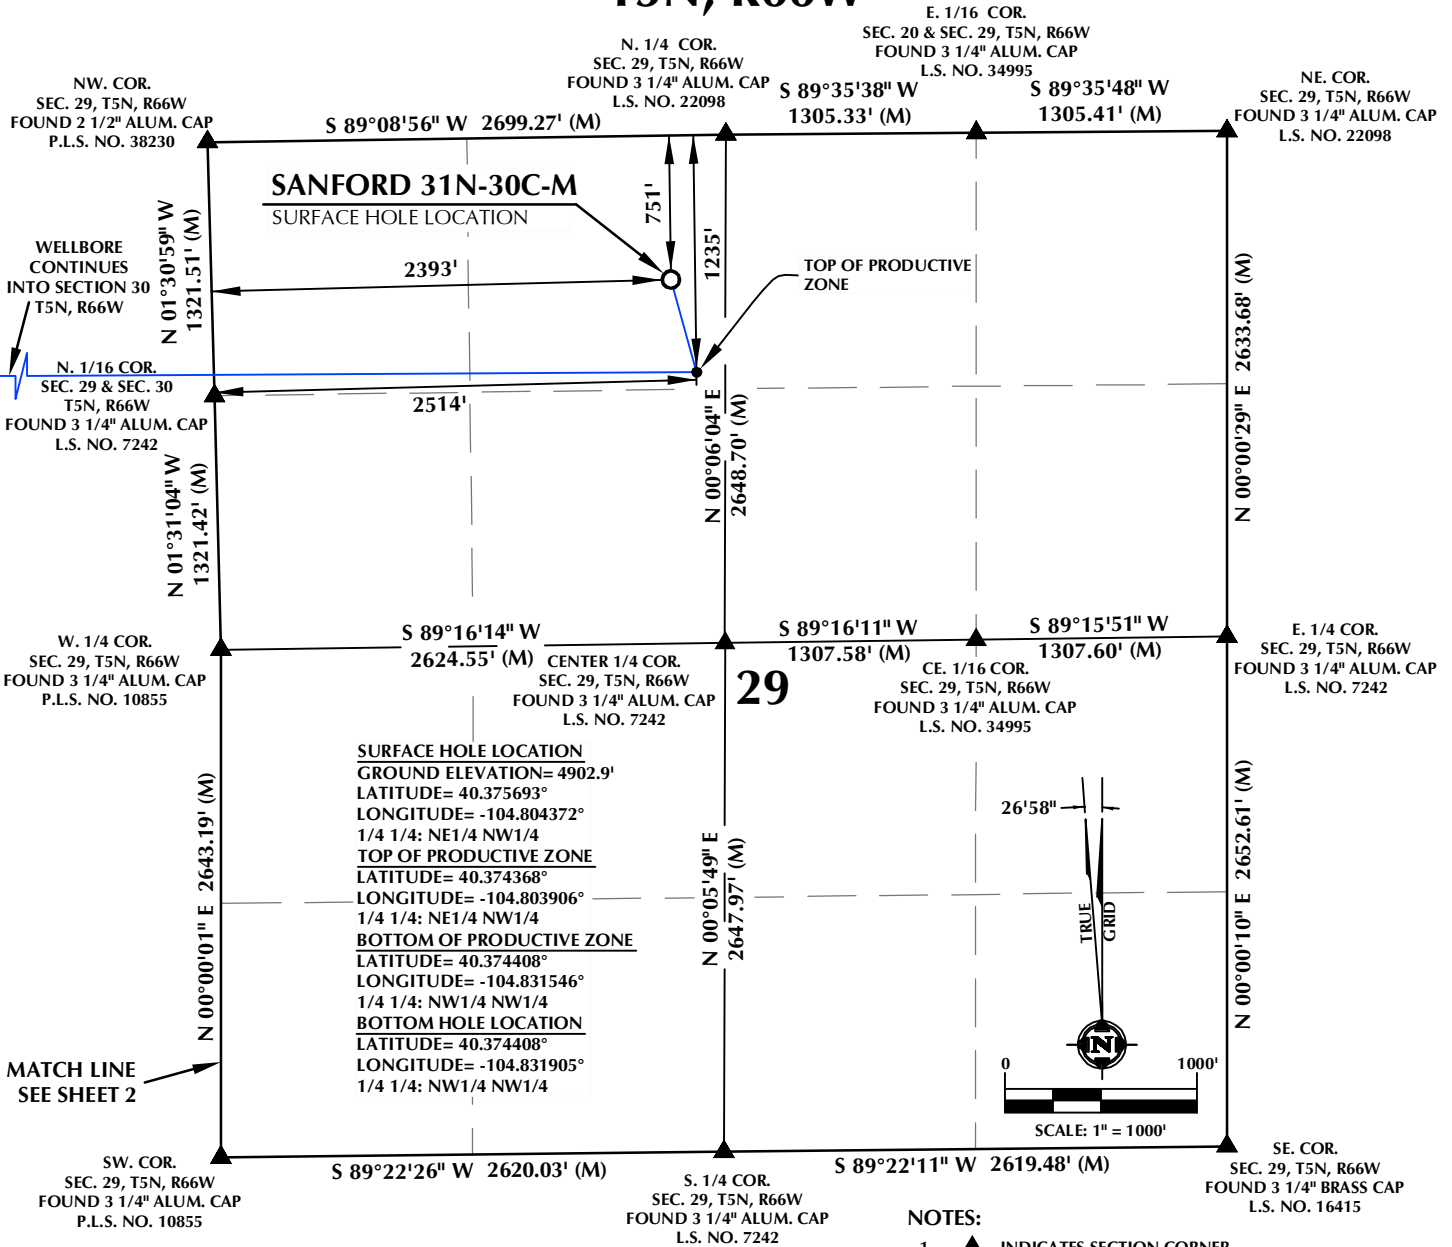 T5N, R66W
E. 1/16 COR.
SEC. 20 & SEC. 29, T5N, R66W
FOUND 3 1/4" ALUM. CAP
L.S. NO. 34995
N. 1/4 COR.
SEC. 29, T5N, R66W
FOUND 3 1/4" ALUM. CAP
L.S. NO. 22098
NW. COR.
SEC. 29, T5N, R66W
FOUND 2 1/2" ALUM. CAP
P.L.S. NO. 38230
NE. COR.
SEC. 29, T5N, R66W
FOUND 3 1/4" ALUM. CAP
L.S. NO. 22098
S 89°08'56" W 2699.27' (M)
S 89°35'38" W
1305.33' (M)
S 89°35'48" W
1305.41' (M)
SANFORD 31N-30C-M
SURFACE HOLE LOCATION
751'
1235'
2393'
TOP OF PRODUCTIVE
ZONE
WELLBORE
CONTINUES
INTO SECTION 30
T5N, R66W
N 01°30'59" W
1321.51' (M)
N 00°00'29" E 2633.68' (M)
N. 1/16 COR.
SEC. 29 & SEC. 30
T5N, R66W
FOUND 3 1/4" ALUM. CAP
L.S. NO. 7242
2514'
N 00°06'04" E
2648.70' (M)
N 01°31'04" W
1321.42' (M)
W. 1/4 COR.
SEC. 29, T5N, R66W
FOUND 3 1/4" ALUM. CAP
P.L.S. NO. 10855
S 89°16'14" W
2624.55' (M)
CENTER 1/4 COR.
SEC. 29, T5N, R66W
FOUND 3 1/4" ALUM. CAP
L.S. NO. 7242
29
S 89°16'11" W
1307.58' (M)
S 89°15'51" W
1307.60' (M)
CE. 1/16 COR.
SEC. 29, T5N, R66W
FOUND 3 1/4" ALUM. CAP
L.S. NO. 34995
E. 1/4 COR.
SEC. 29, T5N, R66W
FOUND 3 1/4" ALUM. CAP
L.S. NO. 7242
SURFACE HOLE LOCATION
GROUND ELEVATION= 4902.9'
LATITUDE= 40.375693°
LONGITUDE= -104.804372°
1/4 1/4: NE1/4 NW1/4
TOP OF PRODUCTIVE ZONE
LATITUDE= 40.374368°
LONGITUDE= -104.803906°
1/4 1/4: NE1/4 NW1/4
BOTTOM OF PRODUCTIVE ZONE
LATITUDE= 40.374408°
LONGITUDE= -104.831546°
1/4 1/4: NW1/4 NW1/4
BOTTOM HOLE LOCATION
LATITUDE= 40.374408°
LONGITUDE= -104.831905°
1/4 1/4: NW1/4 NW1/4
N 00°00'01" E 2643.19' (M)
N 00°05'49" E
2647.97' (M)
26'58"
TRUE
GRID
N
N 00°00'10" E 2652.61' (M)
0 1000'
SCALE: 1" = 1000'
MATCH LINE
SEE SHEET 2
SW. COR.
SEC. 29, T5N, R66W
FOUND 3 1/4" ALUM. CAP
P.L.S. NO. 10855
S 89°22'26" W 2620.03' (M)
S. 1/4 COR.
SEC. 29, T5N, R66W
FOUND 3 1/4" ALUM. CAP
L.S. NO. 7242
S 89°22'11" W 2619.48' (M)
SE. COR.
SEC. 29, T5N, R66W
FOUND 3 1/4" BRASS CAP
L.S. NO. 16415
NOTES:
1. INDICATES SECTION CORNER